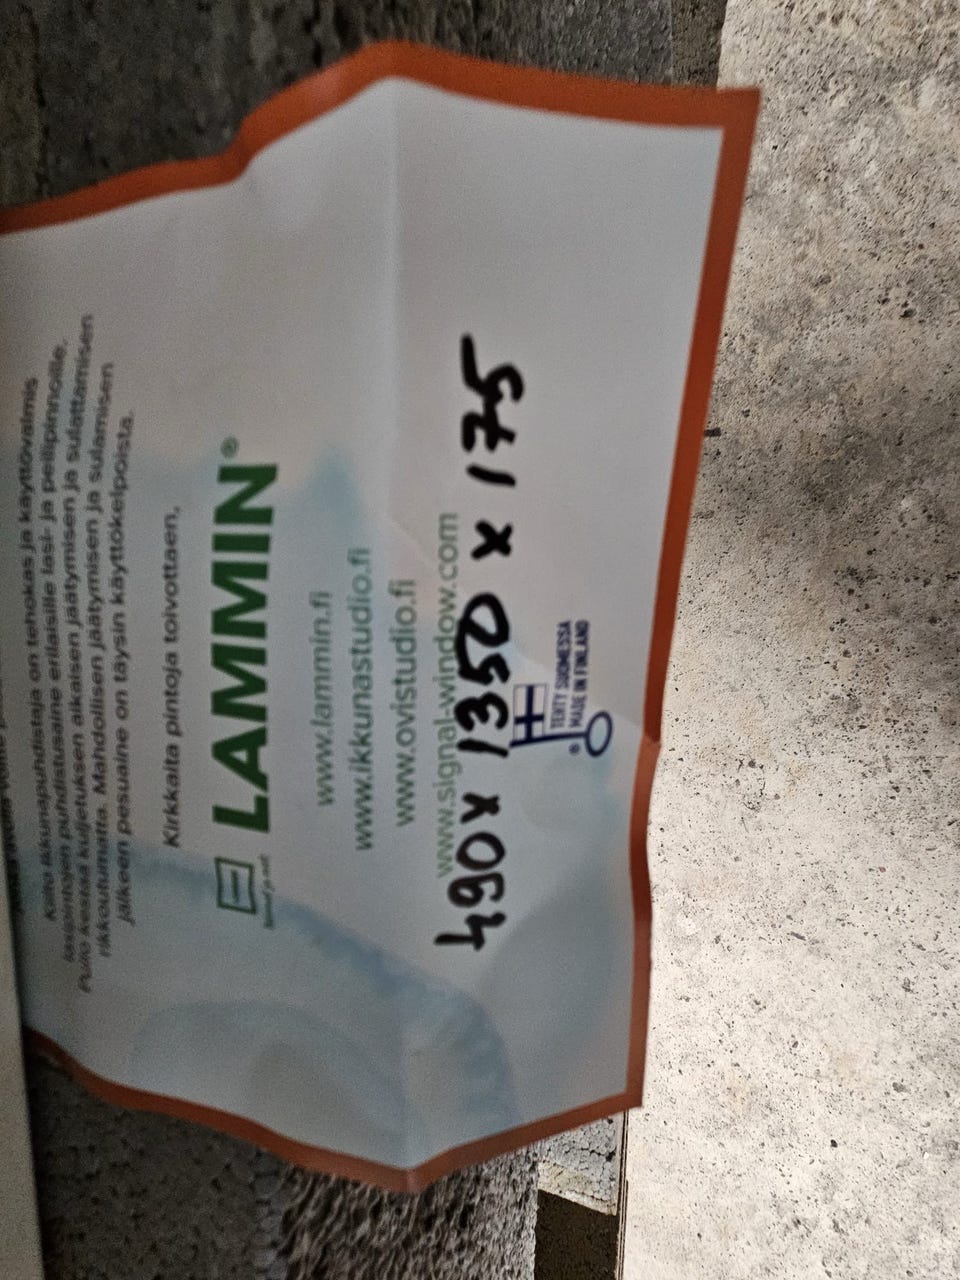 Kiilto ikkunapuhdistaja on tehokas ja käyttövalmis
lasipintojen puhdistusaine erilaisille lasi- ja peilipinnoille.
Pullo kestää kuljetuksen aikaisen jäätymisen ja sulattamisen
rikkoutumatta. Mahdollisen jäätymisen ja sulamisen
jälkeen pesuaine on täysin käyttökelpoista.
Kirkkaita pintoja toivottaen,
LAMMIN®
www.lammin.fi
www.ikkunastudio.fi
www.ovistudio.fi
www.signal-window.com
490 x 1350 x 175
TEHTY SUOMESSA
MADE IN FINLAND
®